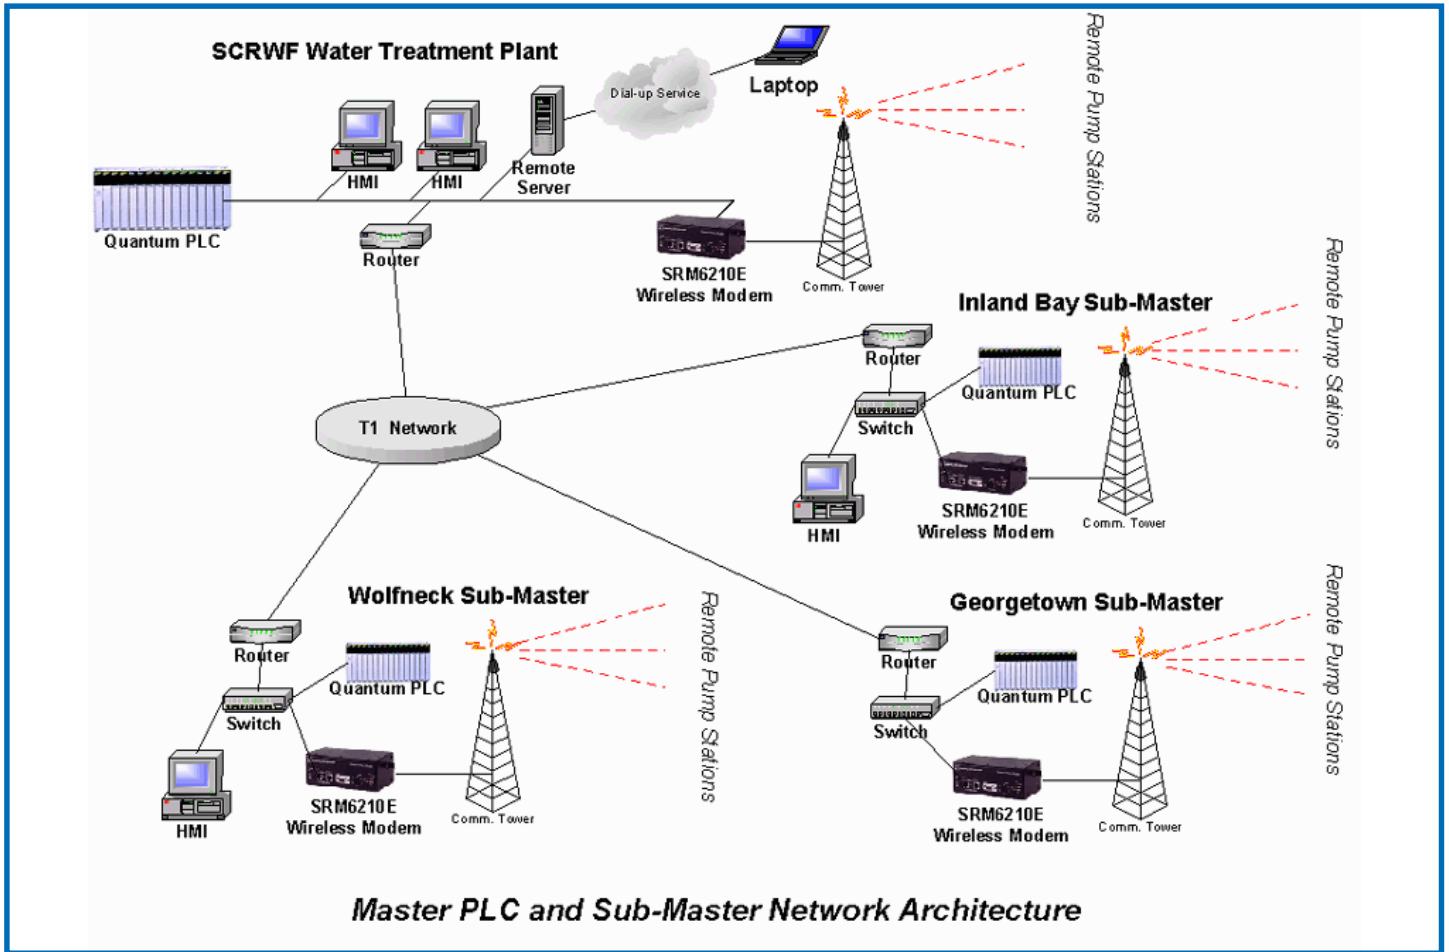 SCRWF Water Treatment Plant
Dial-up Service
Laptop
Remote Pump Stations
HMI
HMI
Remote
Server
Quantum PLC
Router
SRM6210E
Wireless Modem
Comm. Tower
Inland Bay Sub-Master
Remote Pump Stations
Router
Quantum PLC
Switch
T1 Network
SRM6210E
Wireless Modem
HMI
Comm. Tower
Wolfneck Sub-Master
Remote Pump Stations
Router
Quantum PLC
Switch
SRM6210E
Wireless Modem
HMI
Comm. Tower
Georgetown Sub-Master
Remote Pump Stations
Router
Quantum PLC
Switch
SRM6210E
Wireless Modem
Comm. Tower
Master PLC and Sub-Master Network Architecture